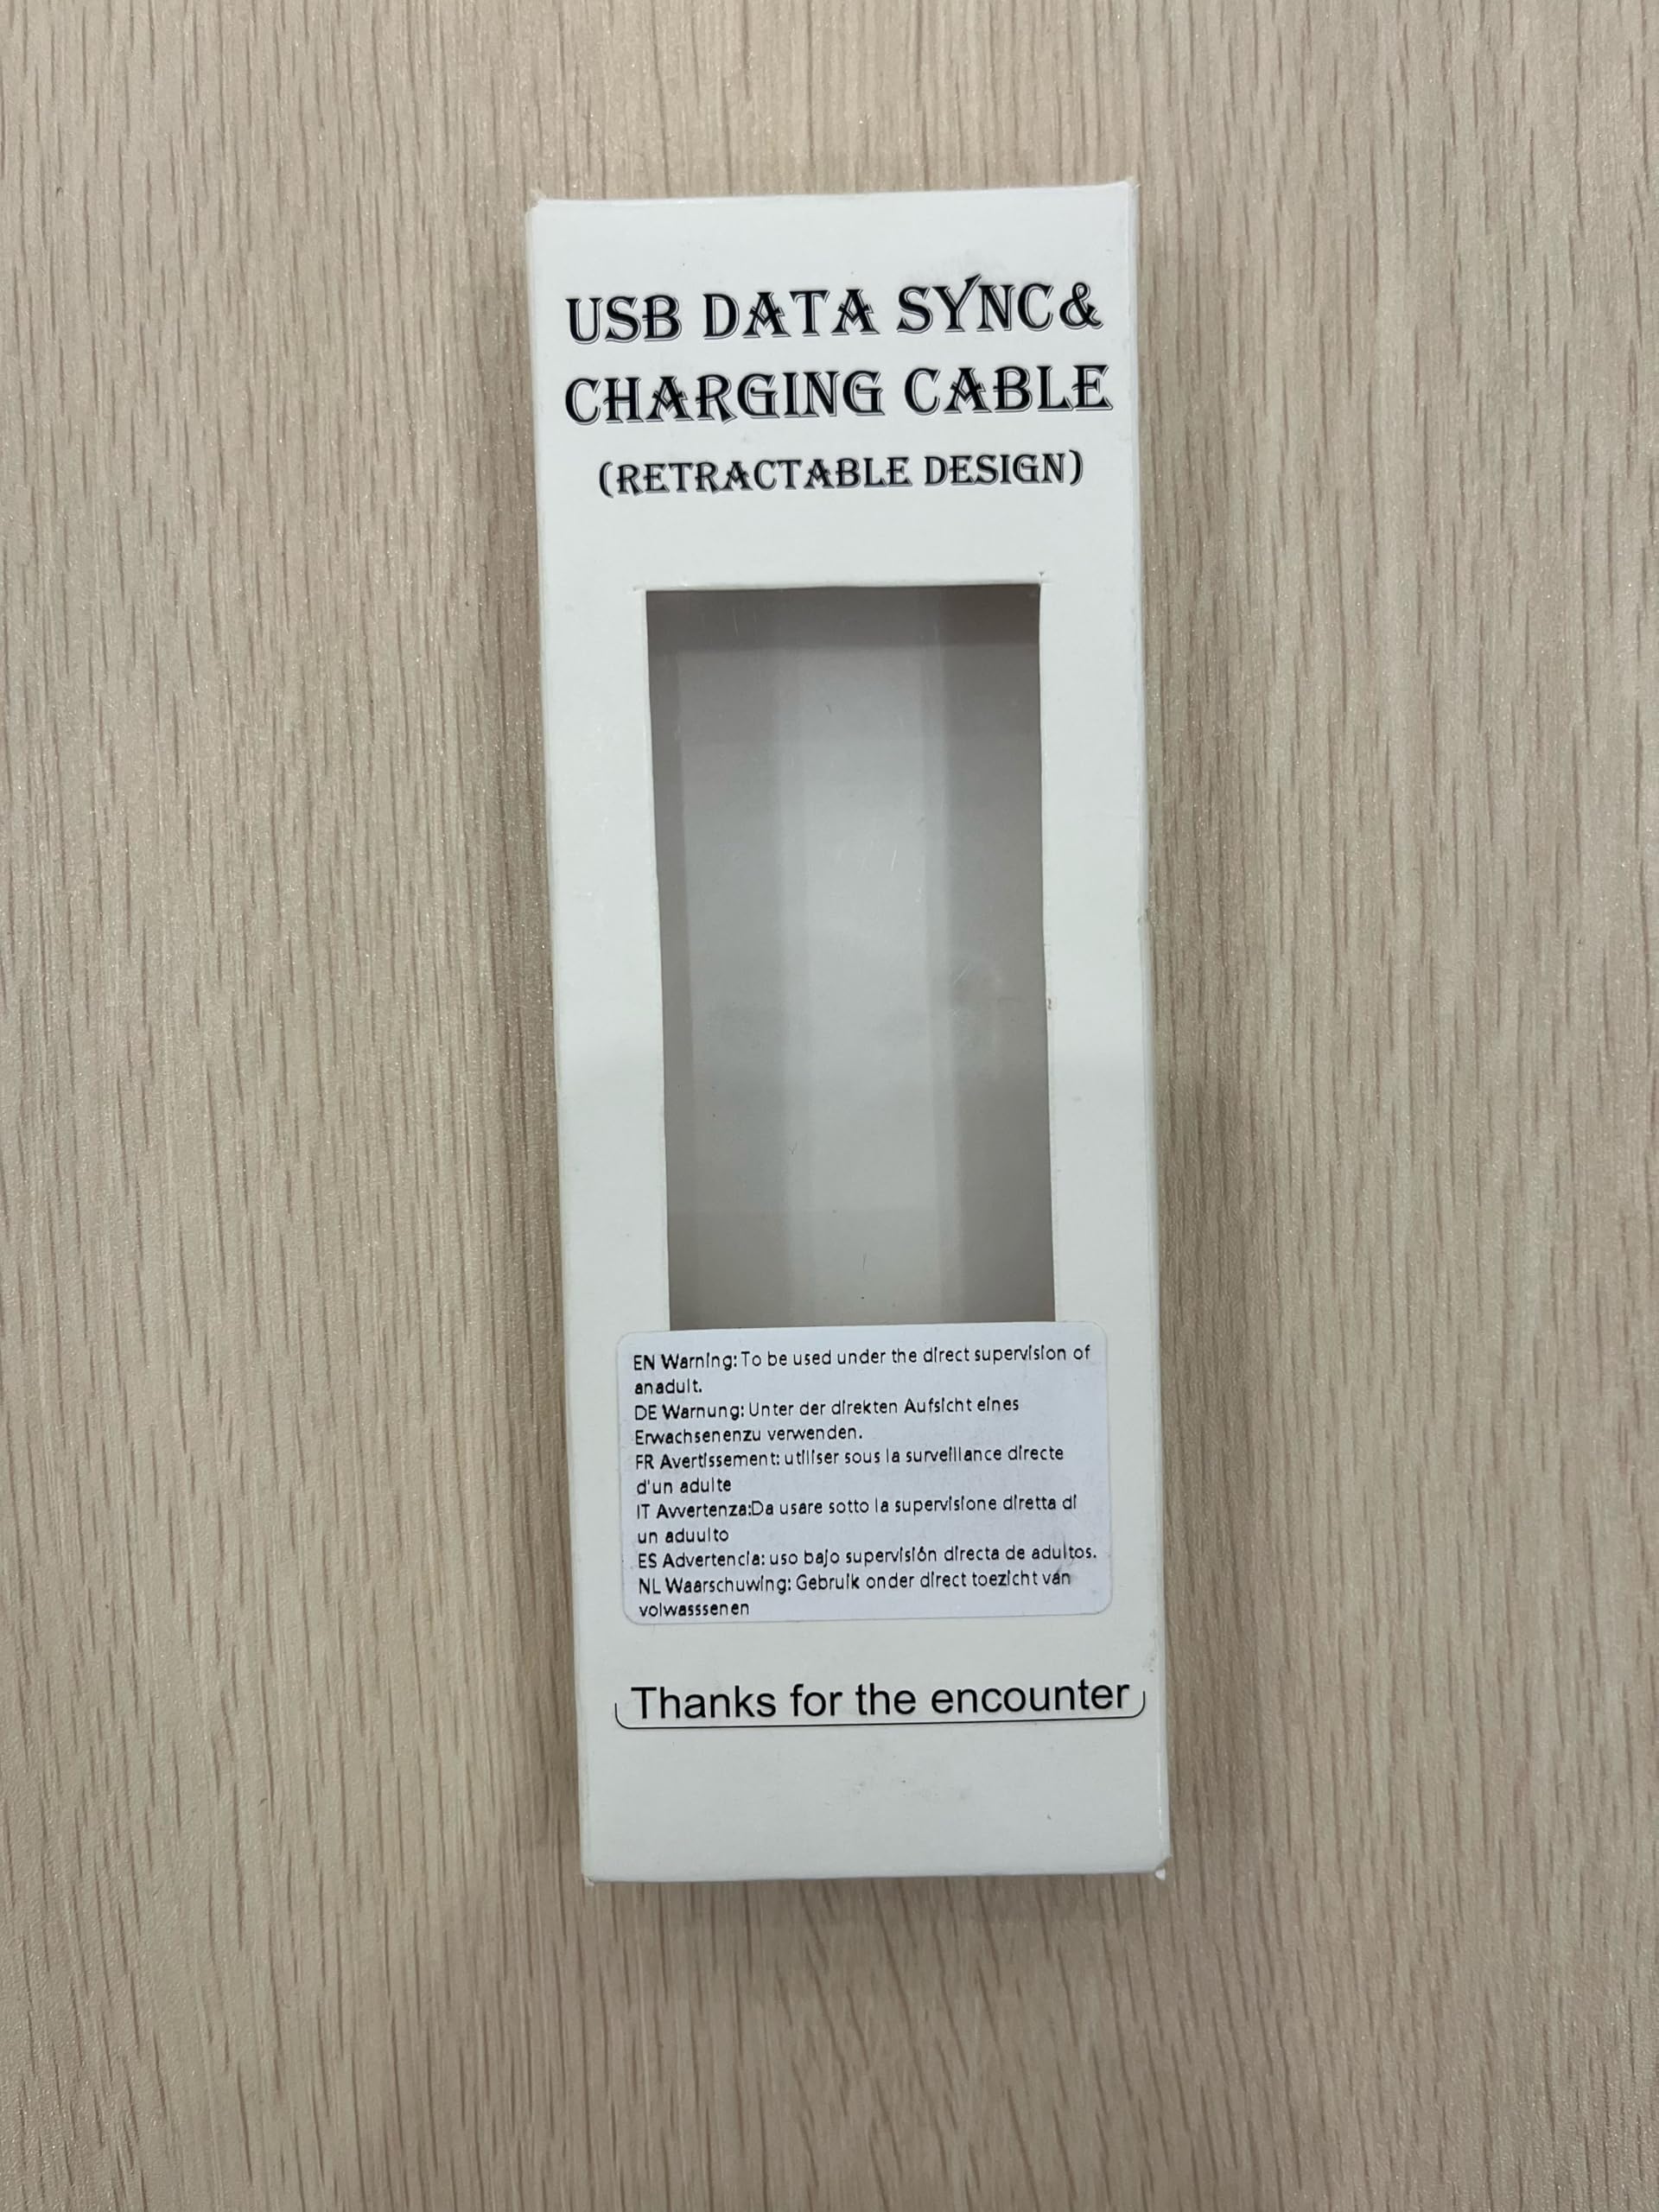 USB DATA SYNC&
CHARGING CABLE
(RETRACTABLE DESIGN)
EN Warning: To be used under the direct supervision of
anadult.
DE Warnung: Unter der direkten Aufsicht eines
Erwachsenenzu verwenden.
FR Avertissement: utiliser sous la surveillance directe
d'un adulte
IT Avvertenza:Da usare sotto la supervisione diretta di
un aduulto
ES Advertencia: uso bajo supervisión directa de adultos.
NL Waarschuwing: Gebruik onder direct toezicht van
volwasssenen
Thanks for the encounter